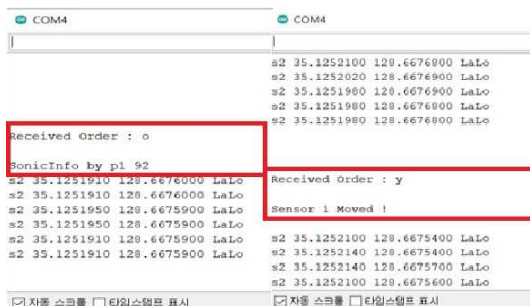 COM4
Received Order : o
SonicInfo by p1 92
s2 35.1251910 128.6676000 LaLo
s2 35.1251910 128.6676000 LaLo
s2 35.1251950 128.6675900 LaLo
s2 35.1251910 128.6675900 LaLo
s2 35.1251950 128.6675900 LaLo
s2 35.1251910 128.6675900 LaLo
자동 스크롤 타임스탬프 표시
COM4
s2 35.1252100 128.6676800 LaLo
s2 35.1252020 128.6676900 LaLo
s2 35.1251980 128.6676900 LaLo
s2 35.1251980 128.6676800 LaLo
s2 35.1251980 128.6676800 LaLo
Received Order : y
Sensor 1 Moved !
s2 35.1252100 128.6675400 LaLo
s2 35.1252140 128.6675400 LaLo
s2 35.1252140 128.6675700 LaLo
s2 35.1252100 128.6675600 LaLo
자동 스크롤 타임스탬프 표시